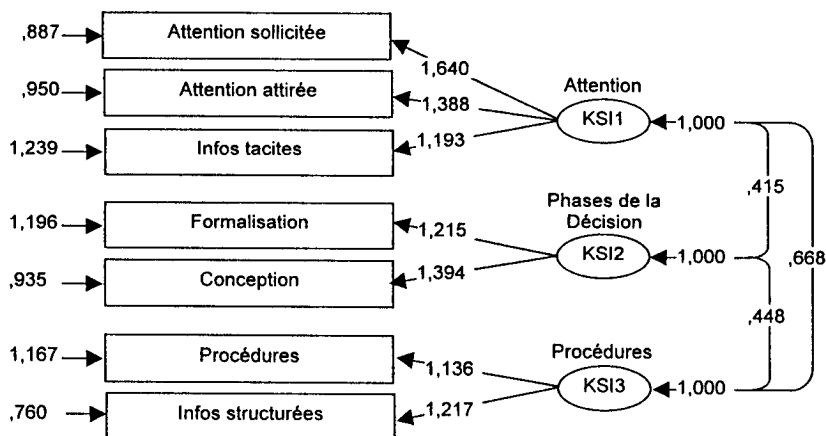 ,887
Attention sollicitée
1,640
Attention
,950
Attention attirée
1,388
KSI1
1,000
1,239
Infos tacites
1,193
,415
Phases de la
Décision
1,196
Formalisation
1,215
KSI2
1,000
,668
,935
Conception
1,394
,448
Procédures
1,167
Procédures
1,136
KSI3
1,000
,760
Infos structurées
1,217